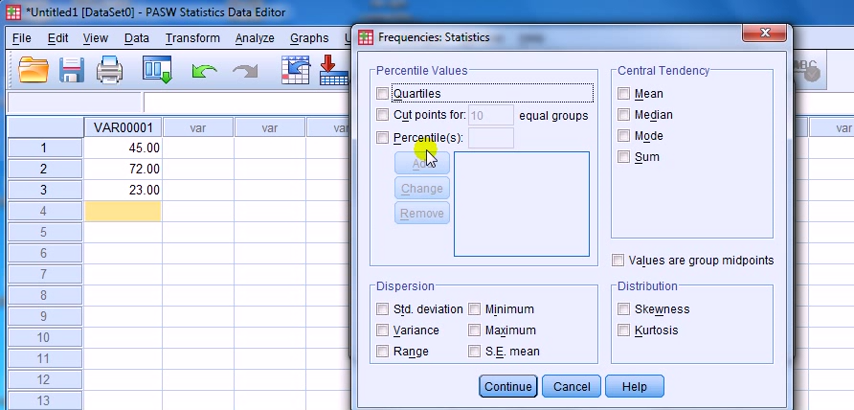 *Untitled1 [DataSet0] - PASW Statistics Data Editor
File Edit View Data Transform Analyze Graphs
VAR00001 var var var
1 45.00
2 72.00
3 23.00
4
5
6
7
8
9
10
11
12
13
Frequencies: Statistics
Percentile Values
Quartiles
Cut points for: 10 equal groups
Percentile(s):
Add
Change
Remove
Central Tendency
Mean
Median
Mode
Sum
Values are group midpoints
Dispersion
Std. deviation Minimum
Variance Maximum
Range S.E. mean
Distribution
Skewness
Kurtosis
Continue Cancel Help
var